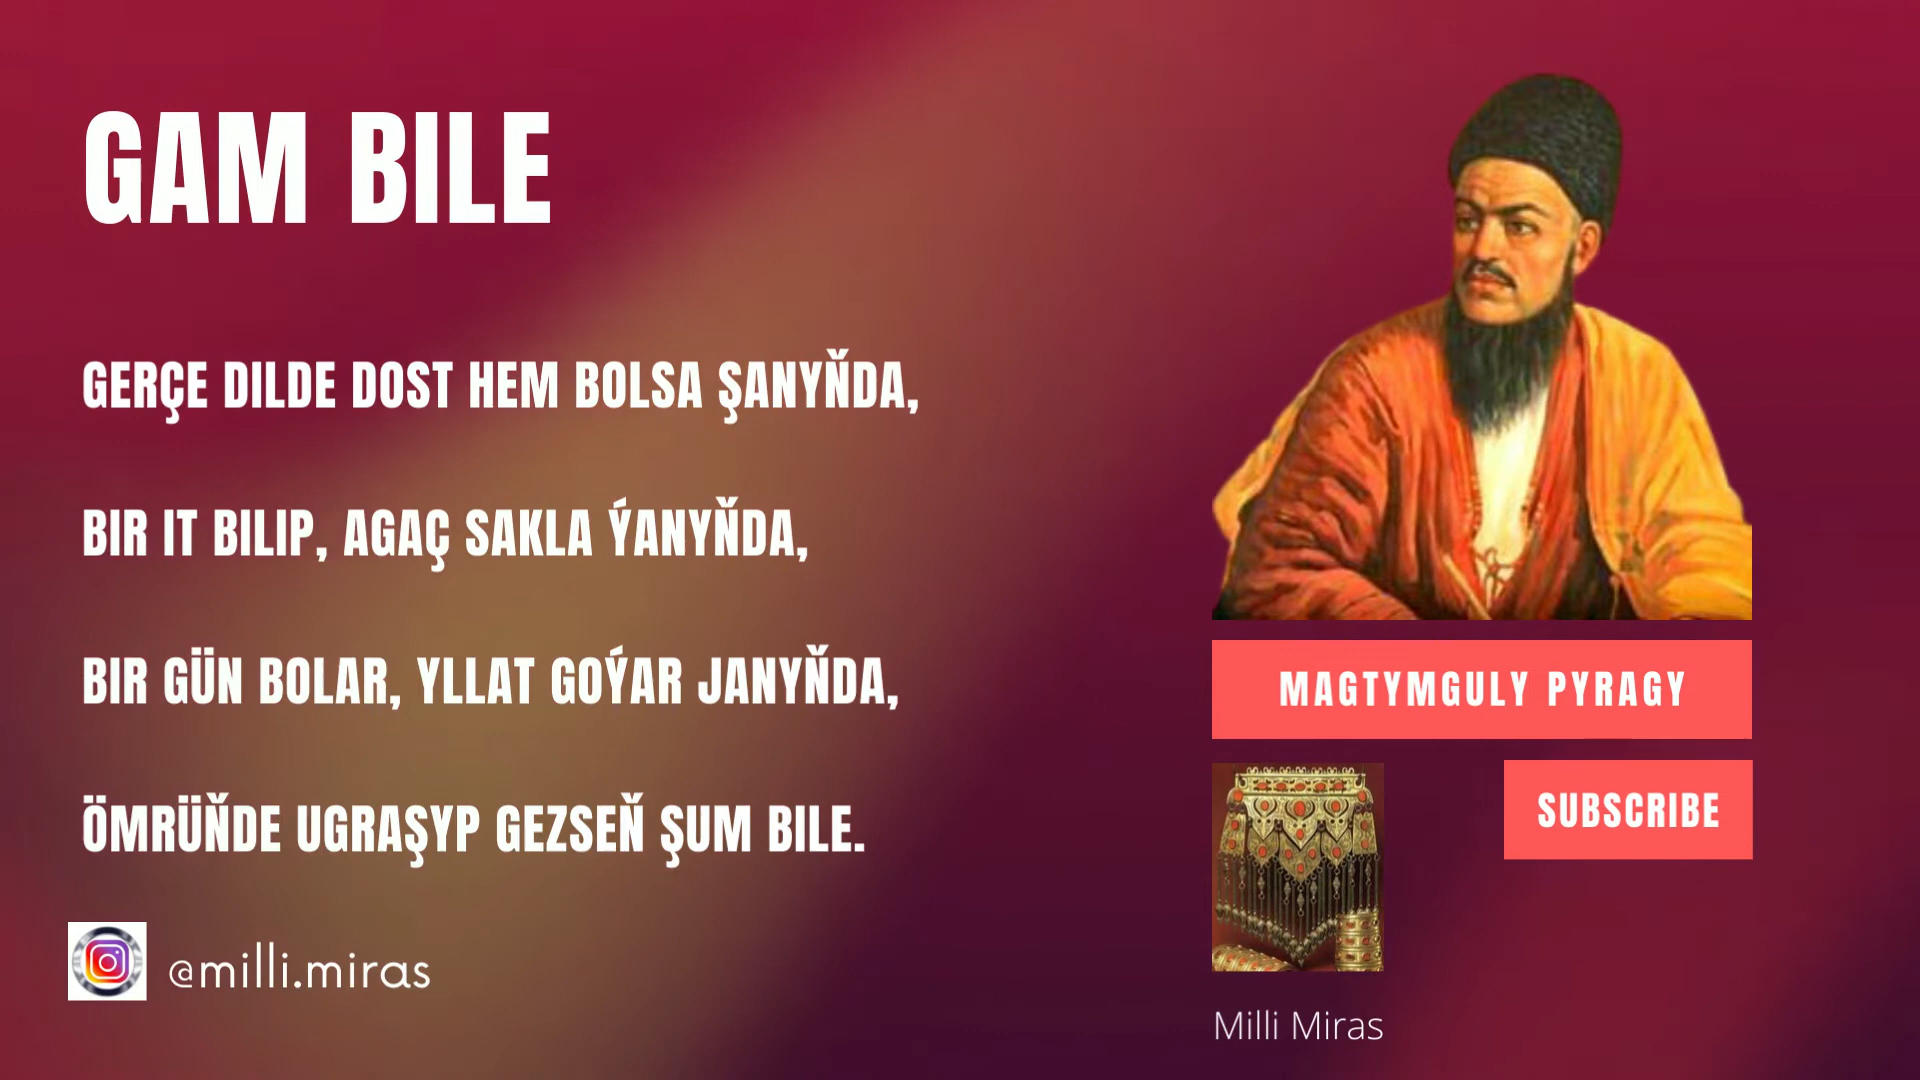 GAM BILE
GERÇE DILDE DOST HEM BOLSA ŞANYŇDA,
BIR IT BILIP, AGAÇ SAKLA ÝANYŇDA,
BIR GÜN BOLAR, YLLAT GOÝAR JANYŇDA,
ÖMRÜŇDE UGRAŞYP GEZSEŇ ŞUM BILE.
@milli.miras
MAGTYMGULY PYRAGY
SUBSCRIBE
Milli Miras